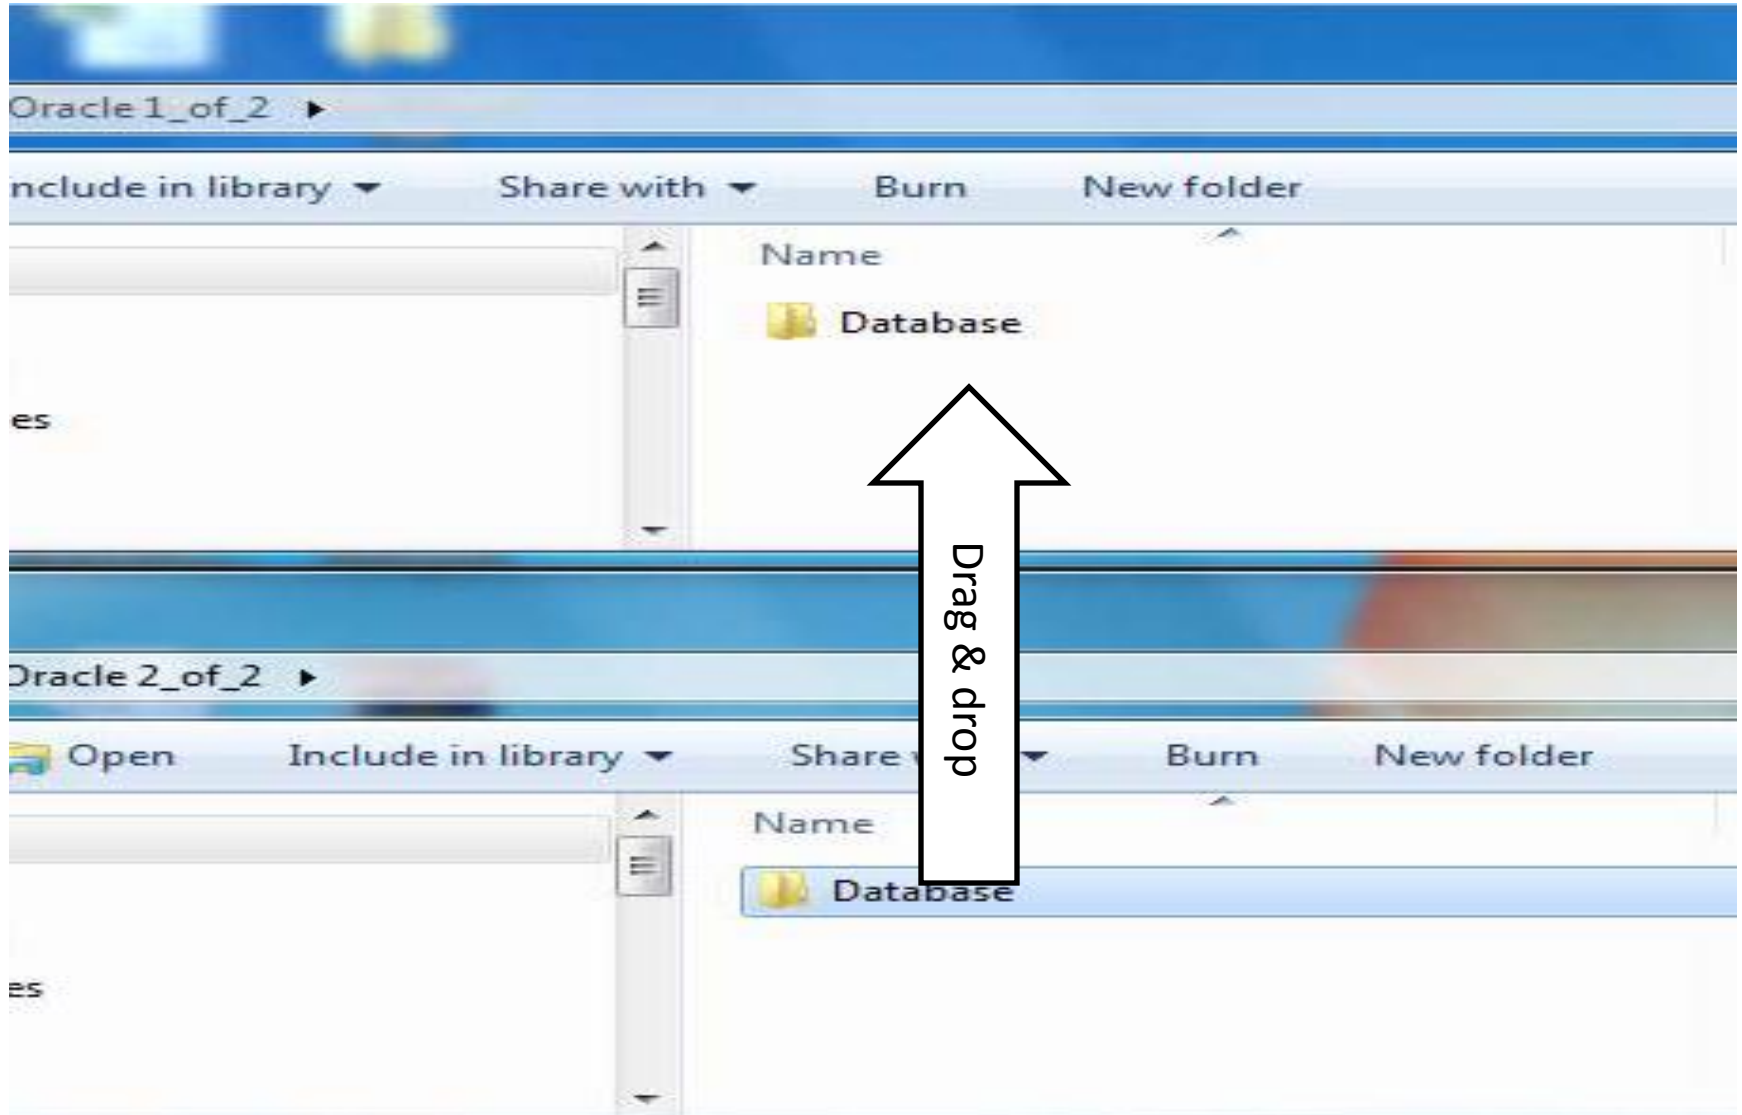 Oracle 1_of_2
nclude in library Share with Burn New folder
Name
Database
es
Drag & drop
Oracle 2_of_2
Open Include in library Share Burn New folder
Name
Database
es